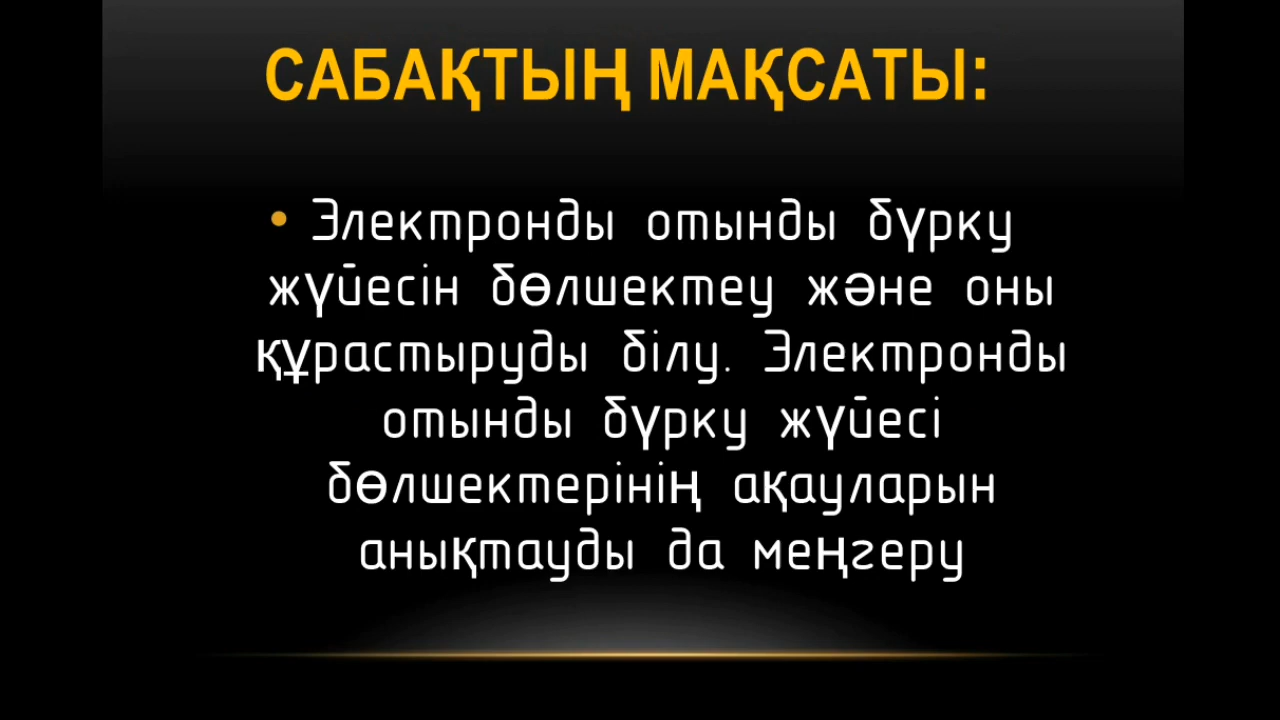 САБАҚТЫҢ МАҚСАТЫ:
• Электронды отынды бүрку
жүйесін бөлшектеу және оны
құрастыруды білу. Электронды
отынды бүрку жүйесі
бөлшектерінің ақауларын
анықтауды да меңгеру